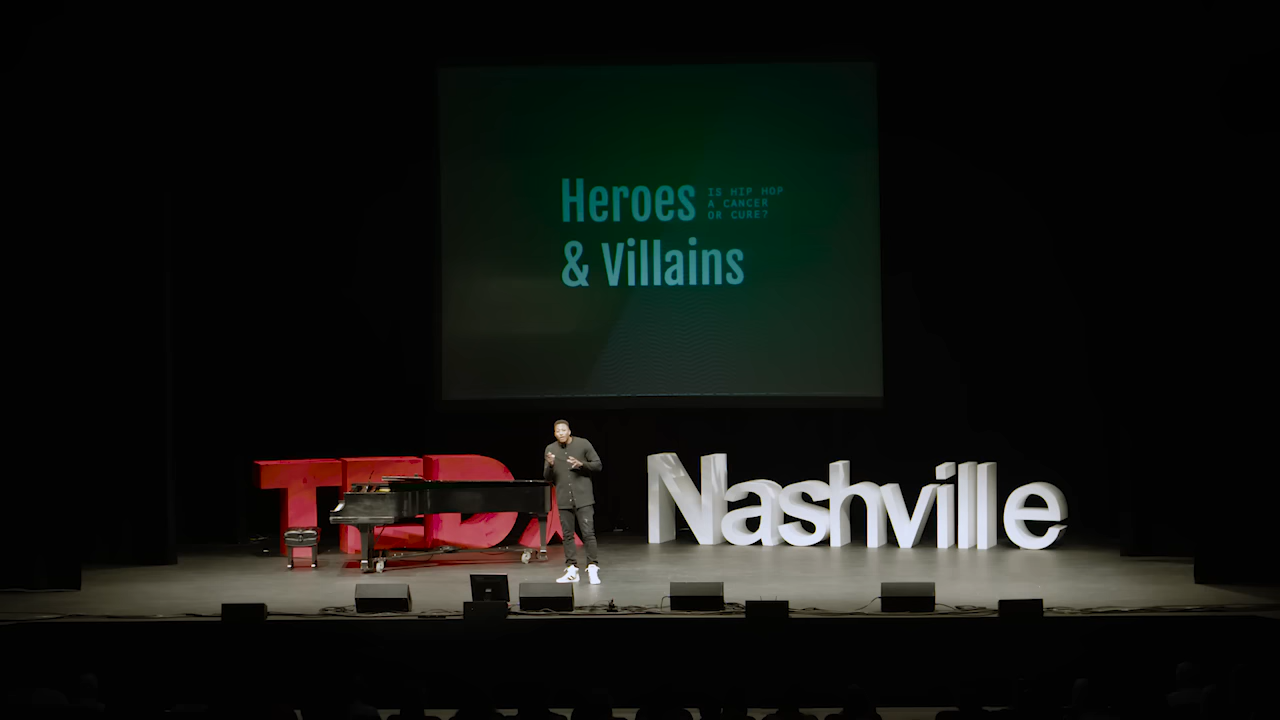 Heroes
IS HIP HOP
A CANCER
OR CURE?
& Villains
TEDx
Nashville